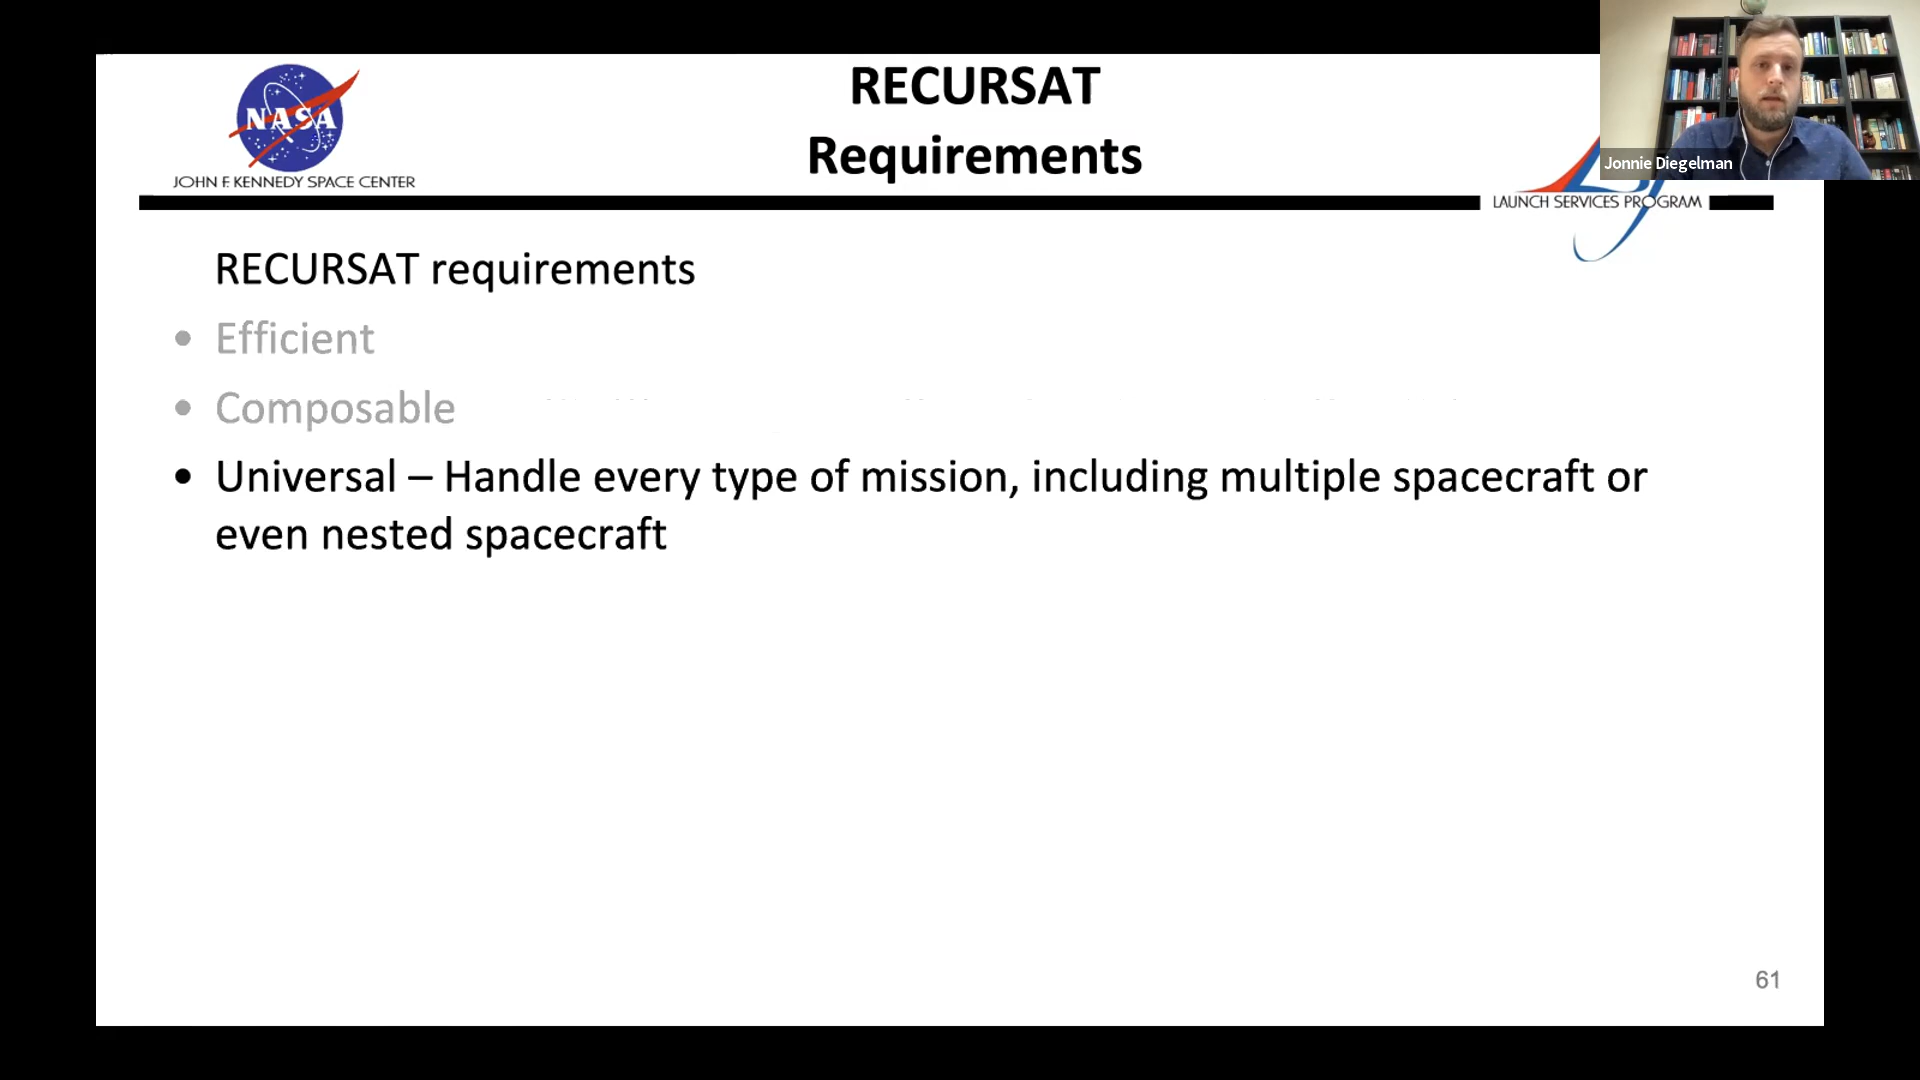 RECURSAT
Requirements
NASA
JOHN F. KENNEDY SPACE CENTER
Jonnie Diegelman
LAUNCH SERVICES PROGRAM
RECURSAT requirements
• Efficient
• Composable
• Universal – Handle every type of mission, including multiple spacecraft or
even nested spacecraft
61